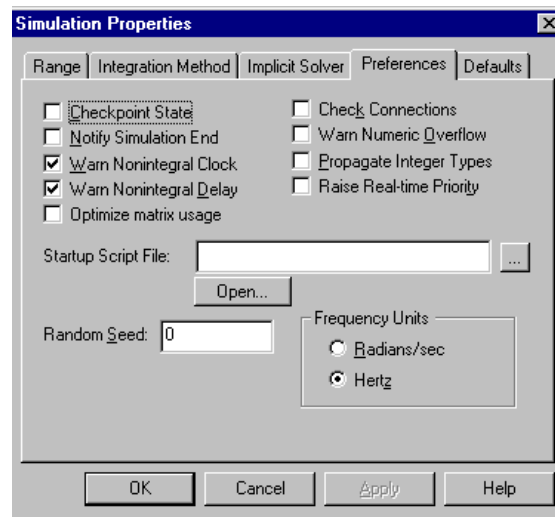 Simulation Properties
Range Integration Method Implicit Solver Preferences Defaults
Checkpoint State
Check Connections
Notify Simulation End
Warn Numeric Overflow
Warn Nonintegral Clock
Propagate Integer Types
Warn Nonintegral Delay
Raise Real-time Priority
Optimize matrix usage
Startup Script File:
...
Open...
Random Seed: 0
Frequency Units
Radians/sec
Hertz
OK Cancel Apply Help